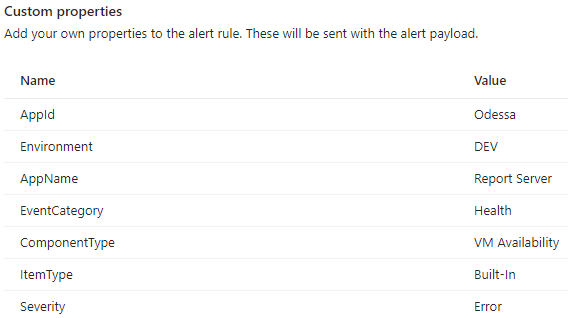 Custom properties
Add your own properties to the alert rule. These will be sent with the alert payload.
Name Value
AppId Odessa
Environment DEV
AppName Report Server
EventCategory Health
ComponentType VM Availability
ItemType Built-In
Severity Error